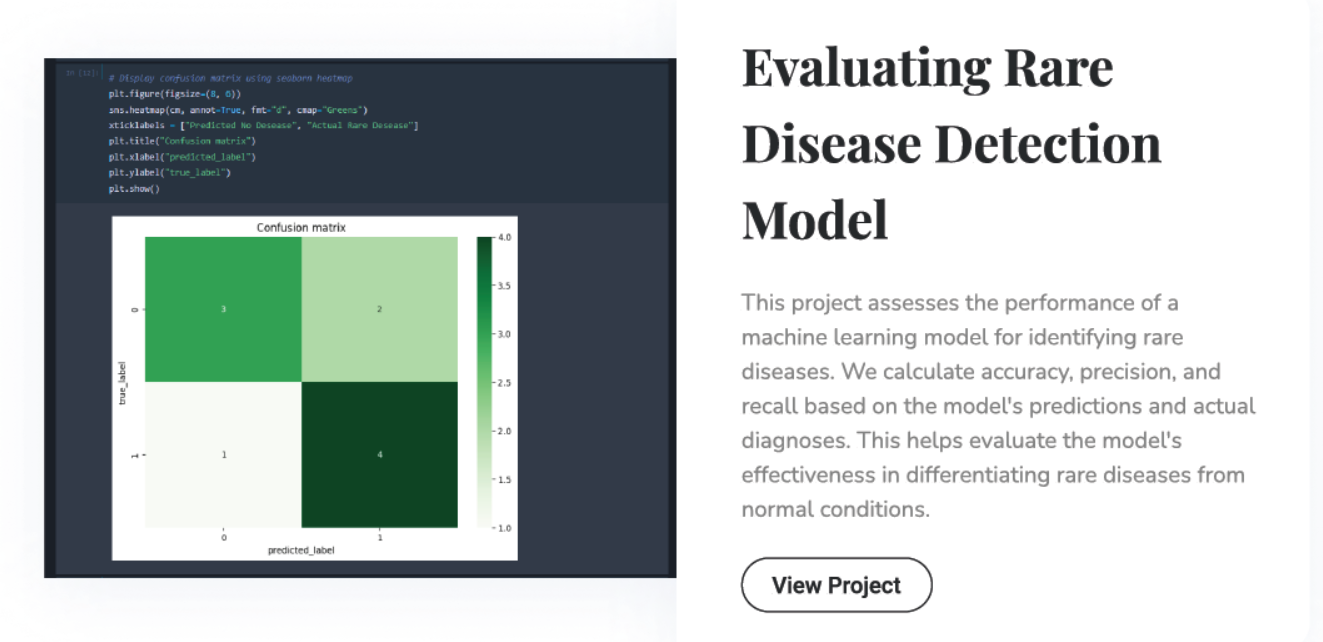 In [12]:
# Display confusion matrix using seaborn heatmap
plt.figure(figsize=(8, 6))
sns.heatmap(cm, annot=True, fmt="d", cmap="Greens")
xticklabels = ["Predicted No Desease", "Actual Rare Desease"]
plt.title("Confusion matrix")
plt.xlabel("predicted_label")
plt.ylabel("true_label")
plt.show()
Confusion matrix
0
3
2
1
1
4
true_label
0
1
predicted_label
4.0
3.5
3.0
2.5
2.0
1.5
1.0
Evaluating Rare
Disease Detection
Model
This project assesses the performance of a
machine learning model for identifying rare
diseases. We calculate accuracy, precision, and
recall based on the model's predictions and actual
diagnoses. This helps evaluate the model's
effectiveness in differentiating rare diseases from
normal conditions.
View Project